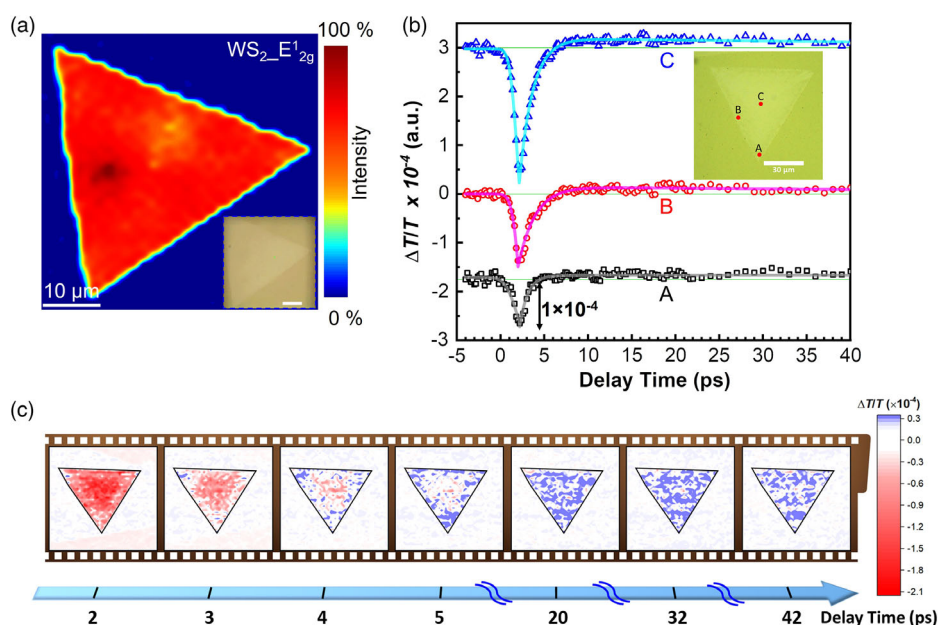 (a)
WS₂_E¹₂g
100 %
Intensity
0 %
10 μm
(b)
ΔT/T x 10⁻⁴ (a.u.)
3
2
1
0
-1
-2
-3
C
B
A
1×10⁻⁴
C
B
A
30 μm
-5 0 5 10 15 20 25 30 35 40
Delay Time (ps)
(c)
ΔT/T (×10⁻⁴)
0.3
0.0
-0.3
-0.6
-0.9
-1.2
-1.5
-1.8
-2.1
2 3 4 5 20 32 42 Delay Time (ps)